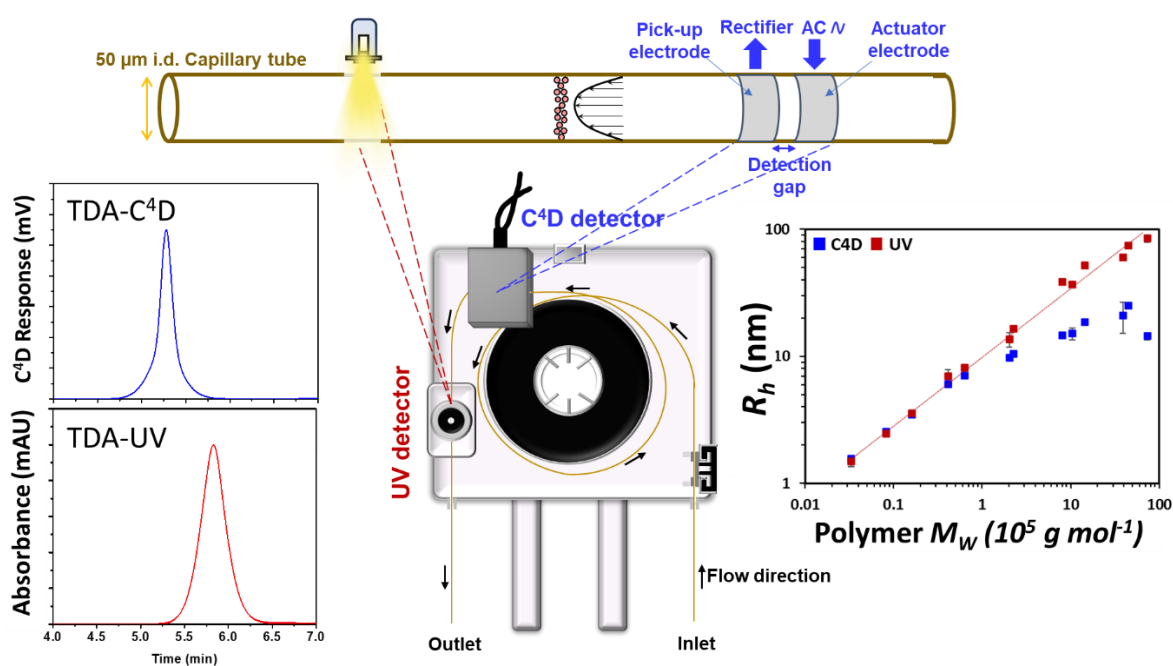 50 µm i.d. Capillary tube
Pick-up
electrode
Rectifier
AC
Actuator
electrode
Detection
gap
C⁴D detector
UV detector
Flow direction
Outlet
Inlet
TDA-C⁴D
C⁴D Response (mV)
TDA-UV
Absorbance (mAU)
4.0 4.5 5.0 5.5 6.0 6.5 7.0
Time (min)
C4D UV
100
10
1
Rₕ (nm)
0.01 0.1 1 10 100
Polymer M_W (10⁵ g mol⁻¹)